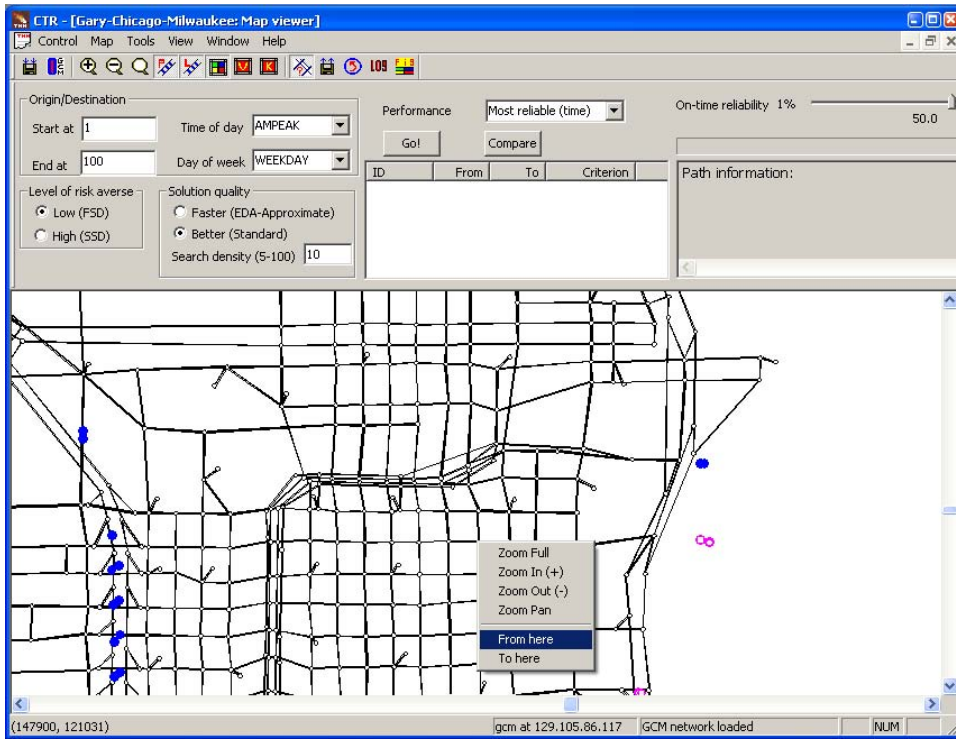 CTR - [Gary-Chicago-Milwaukee: Map viewer]
Control Map Tools View Window Help
LOS
Origin/Destination
Start at 1
Time of day AMPEAK
End at 100
Day of week WEEKDAY
Level of risk averse
Low (FSD)
High (SSD)
Solution quality
Faster (EDA-Approximate)
Better (Standard)
Search density (5-100) 10
Performance Most reliable (time)
Go! Compare
ID From To Criterion
On-time reliability 1%
50.0
Path information:
Zoom Full
Zoom In (+)
Zoom Out (-)
Zoom Pan
From here
To here
(147900, 121031) gcm at 129.105.86.117 GCM network loaded NUM